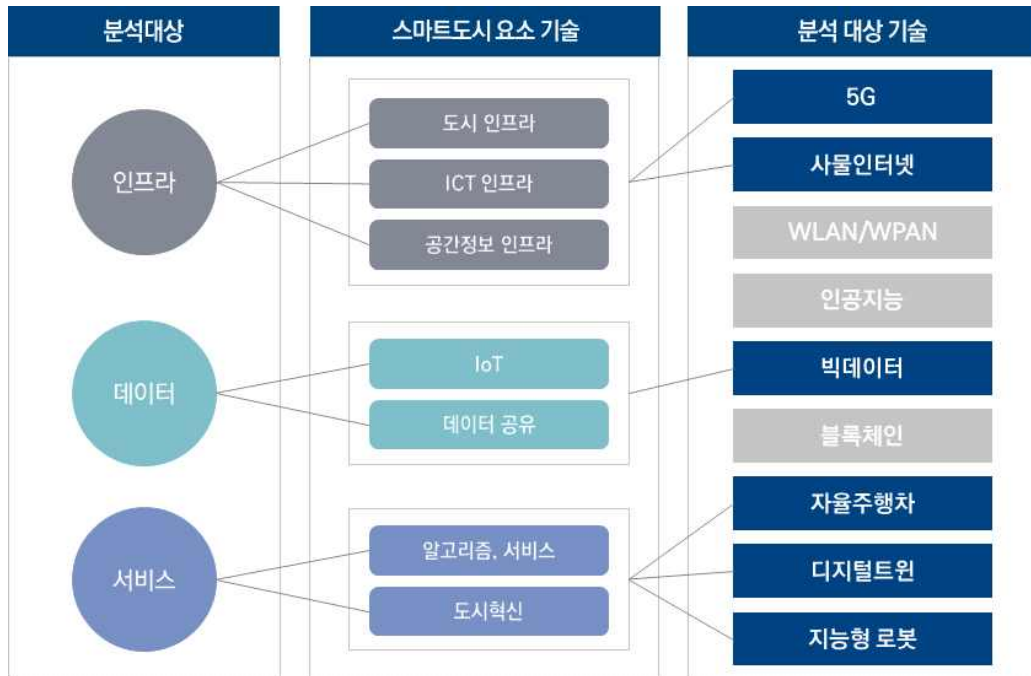 분석대상
스마트도시 요소 기술
분석 대상 기술
인프라
도시 인프라
ICT 인프라
공간정보 인프라
데이터
IoT
데이터 공유
서비스
알고리즘, 서비스
도시혁신
5G
사물인터넷
WLAN/WPAN
인공지능
빅데이터
블록체인
자율주행차
디지털트윈
지능형 로봇